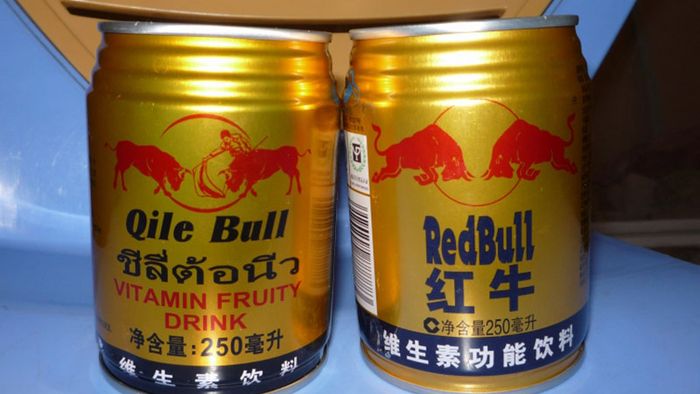 Qile Bull
ซีลี่ต้อนีว
VITAMIN FRUITY
DRINK
净含量:250毫升
维生素饮料
RedBull
红牛
净含量250毫升
维生素功能饮料